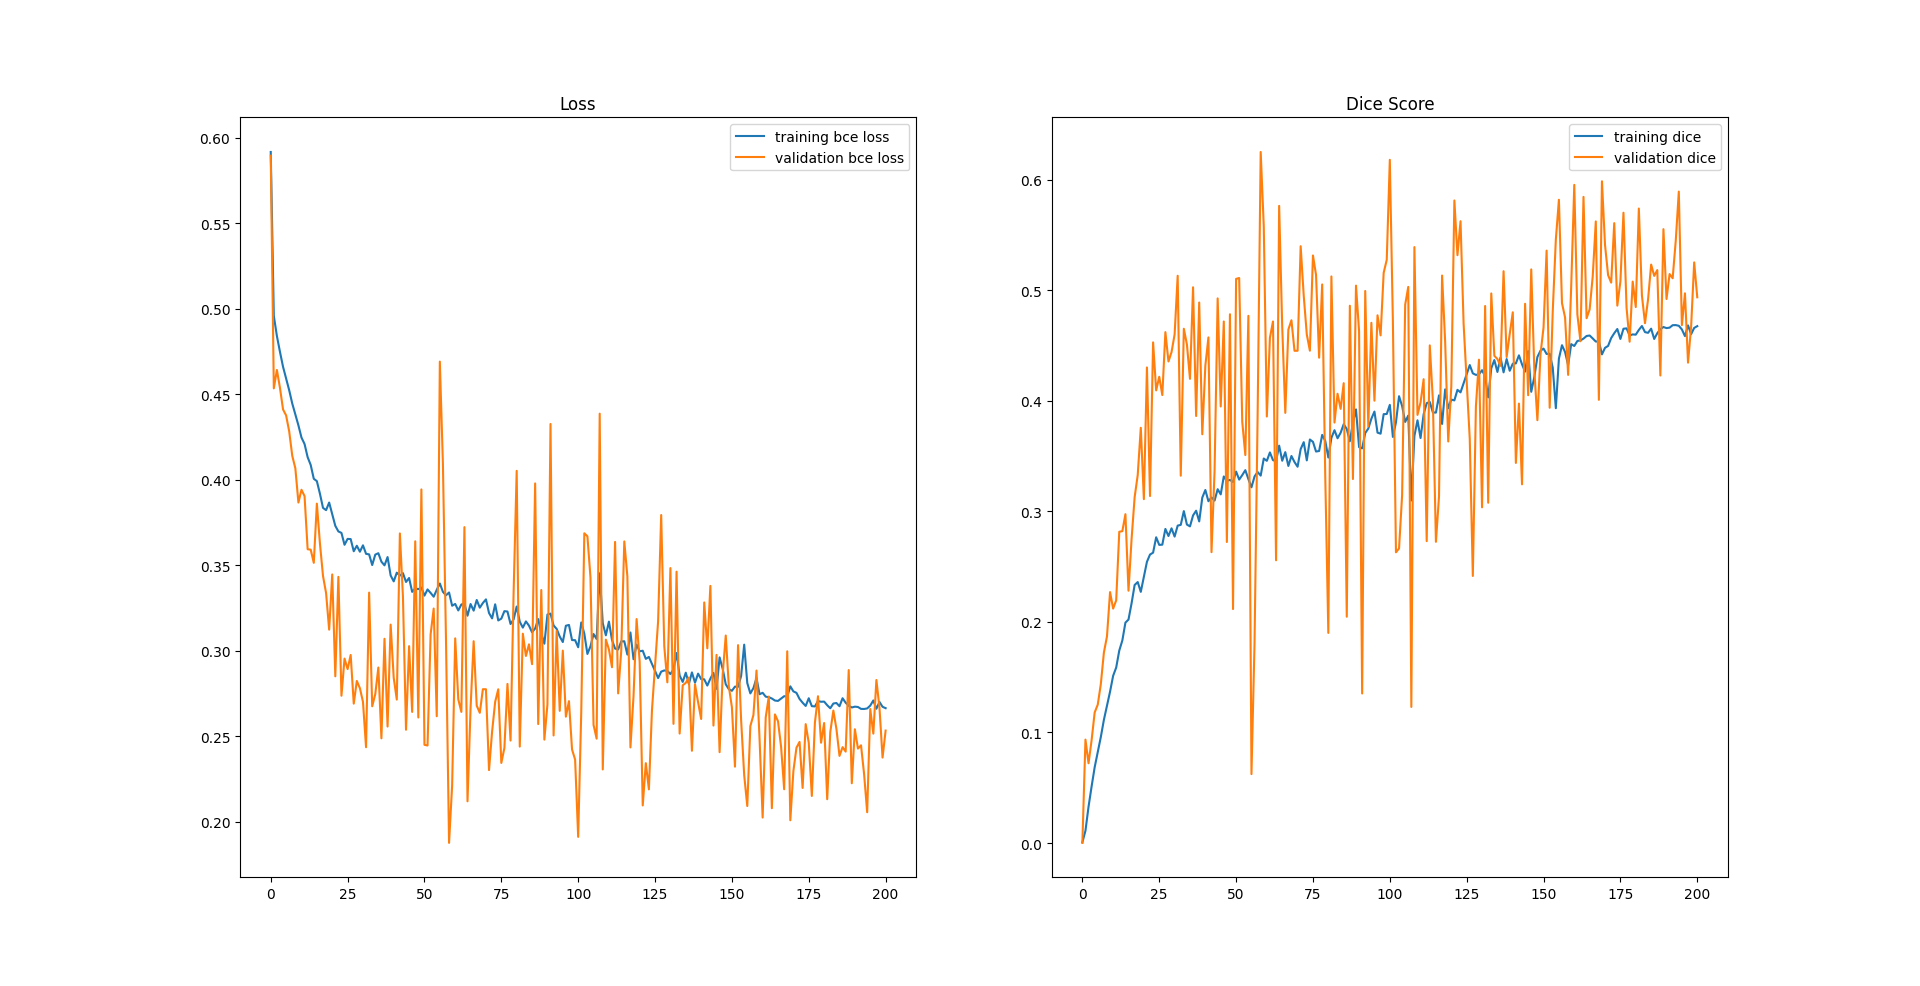 Loss
training bce loss
validation bce loss
0.60
0.55
0.50
0.45
0.40
0.35
0.30
0.25
0.20
0 25 50 75 100 125 150 175 200
Dice Score
training dice
validation dice
0.6
0.5
0.4
0.3
0.2
0.1
0.0
0 25 50 75 100 125 150 175 200